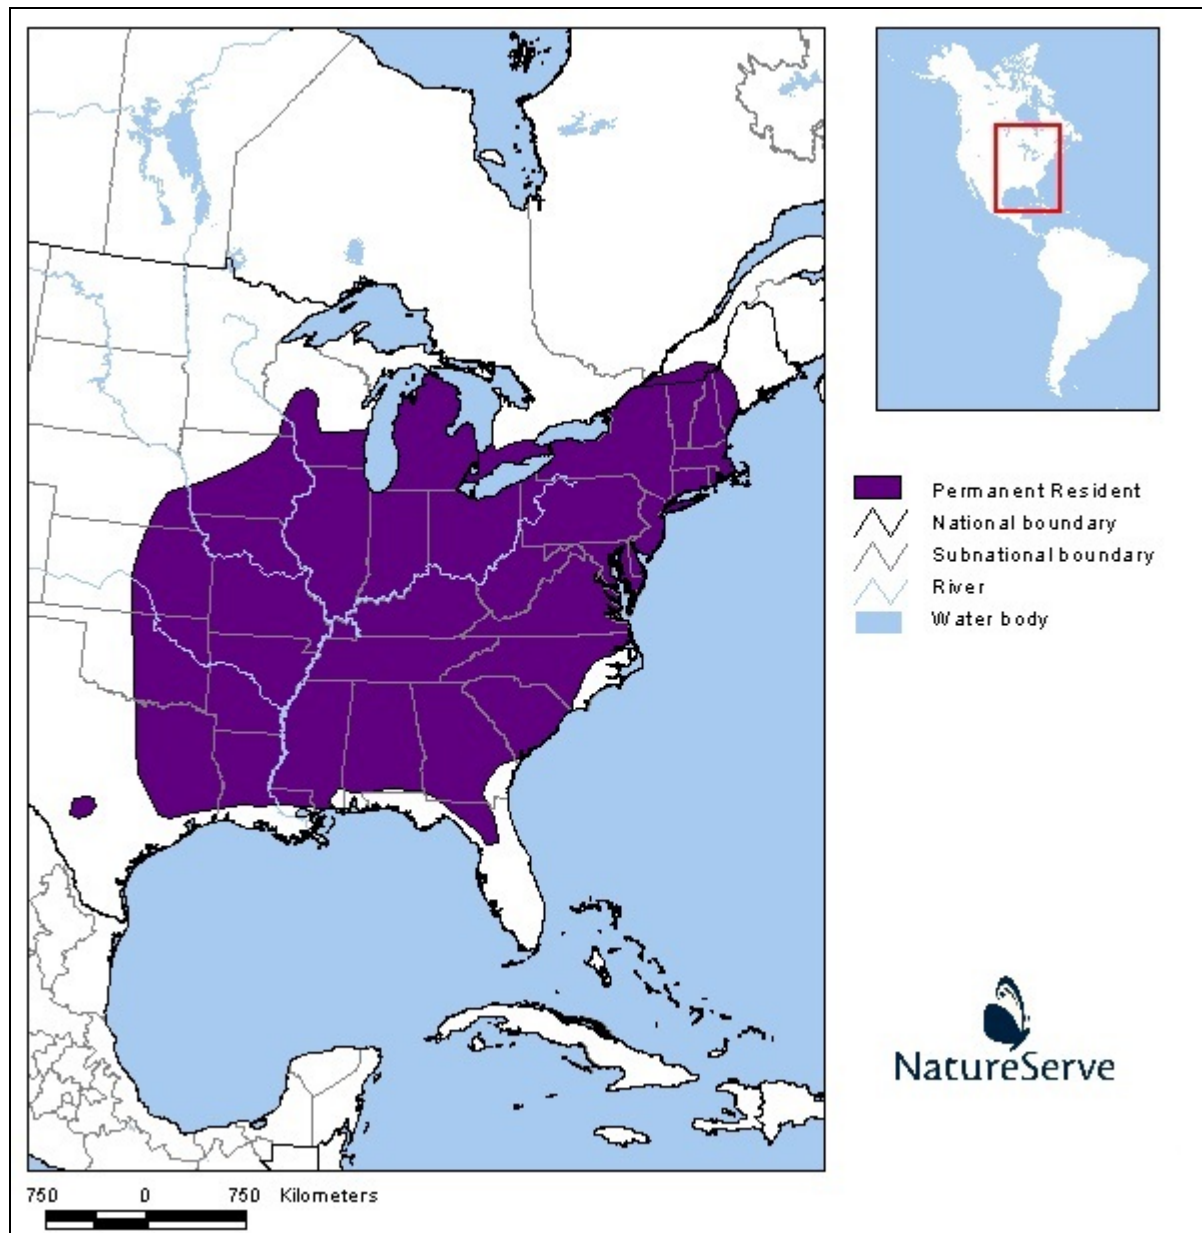 Permanent Resident
National boundary
Subnational boundary
River
Water body
NatureServe
750 0 750 Kilometers